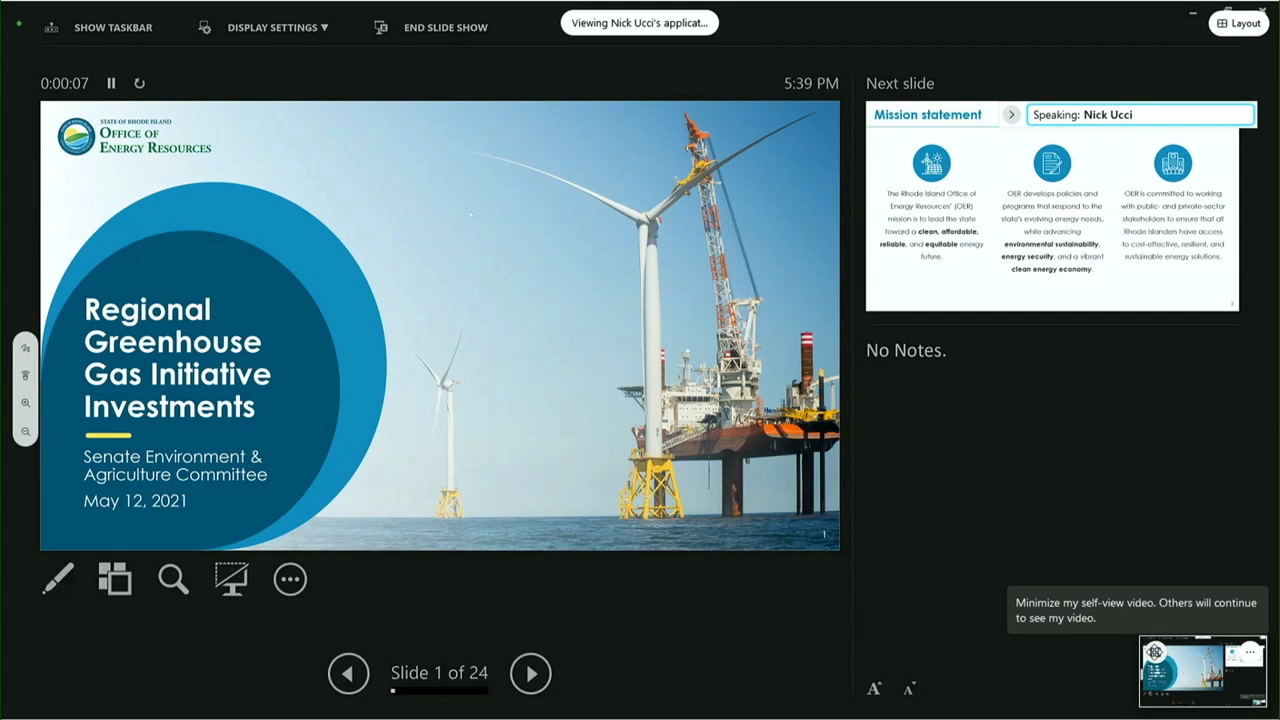 SHOW TASKBAR
DISPLAY SETTINGS ▼
END SLIDE SHOW
Viewing Nick Ucci's applicat...
Layout
0:00:07
5:39 PM
Next slide
STATE OF RHODE ISLAND
OFFICE OF
ENERGY RESOURCES
Regional
Greenhouse
Gas Initiative
Investments
Senate Environment &
Agriculture Committee
May 12, 2021
1
Mission statement
Speaking: Nick Ucci
The Rhode Island Office of
Energy Resources' (OER)
mission is to lead the state
toward a clean, affordable,
reliable, and equitable energy
future.
OER develops policies and
programs that respond to the
state's evolving energy needs,
while advancing
environmental sustainability,
energy security, and a vibrant
clean energy economy.
OER is committed to working
with public- and private-sector
stakeholders to ensure that all
Rhode Islanders have access
to cost-effective, resilient, and
sustainable energy solutions.
2
No Notes.
Minimize my self-view video. Others will continue
to see my video.
Slide 1 of 24
A A